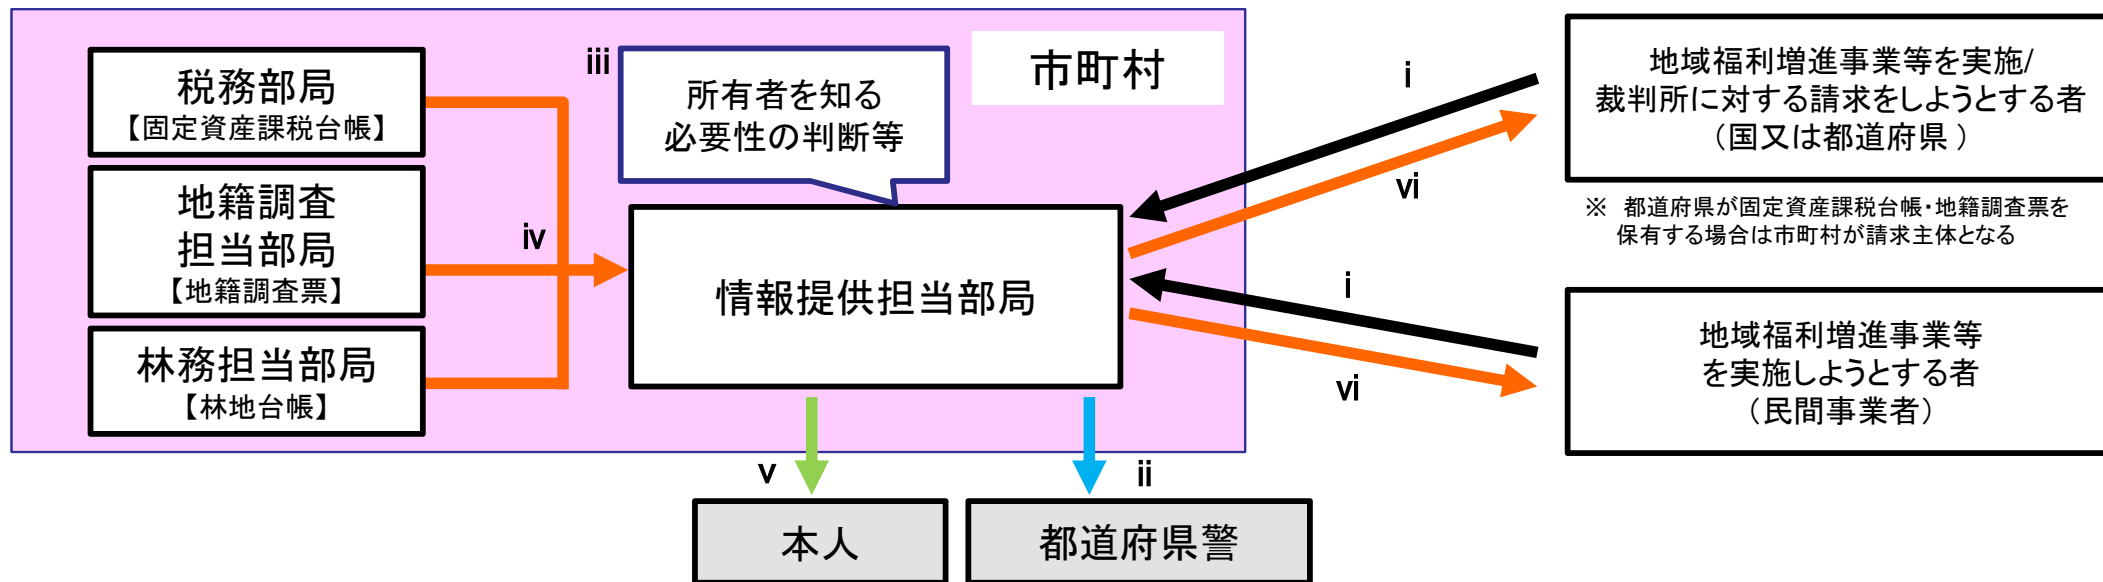 市町村
税務部局
【固定資産課税台帳】
地籍調査
担当部局
【地籍調査票】
林務担当部局
【林地台帳】
iv
iii
所有者を知る
必要性の判断等
情報提供担当部局
i
vi
i
vi
地域福利増進事業等を実施/
裁判所に対する請求をしようとする者
(国又は都道府県 )
※ 都道府県が固定資産課税台帳・地籍調査票を
保有する場合は市町村が請求主体となる
地域福利増進事業等
を実施しようとする者
(民間事業者)
v
ii
本人
都道府県警